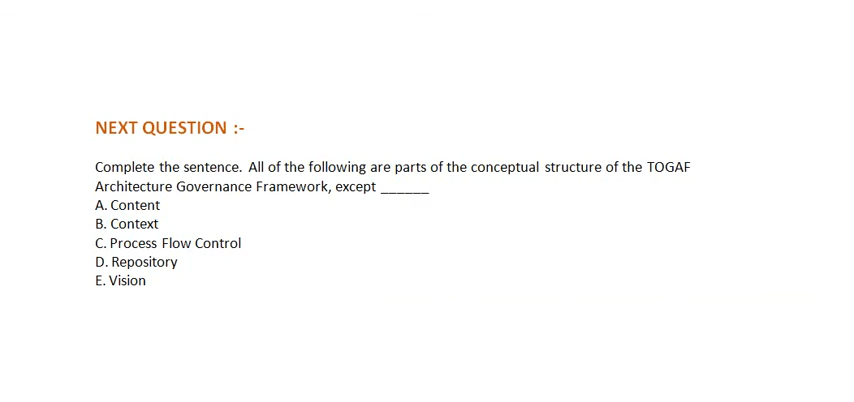 NEXT QUESTION :-
Complete the sentence. All of the following are parts of the conceptual structure of the TOGAF
Architecture Governance Framework, except ______
A. Content
B. Context
C. Process Flow Control
D. Repository
E. Vision